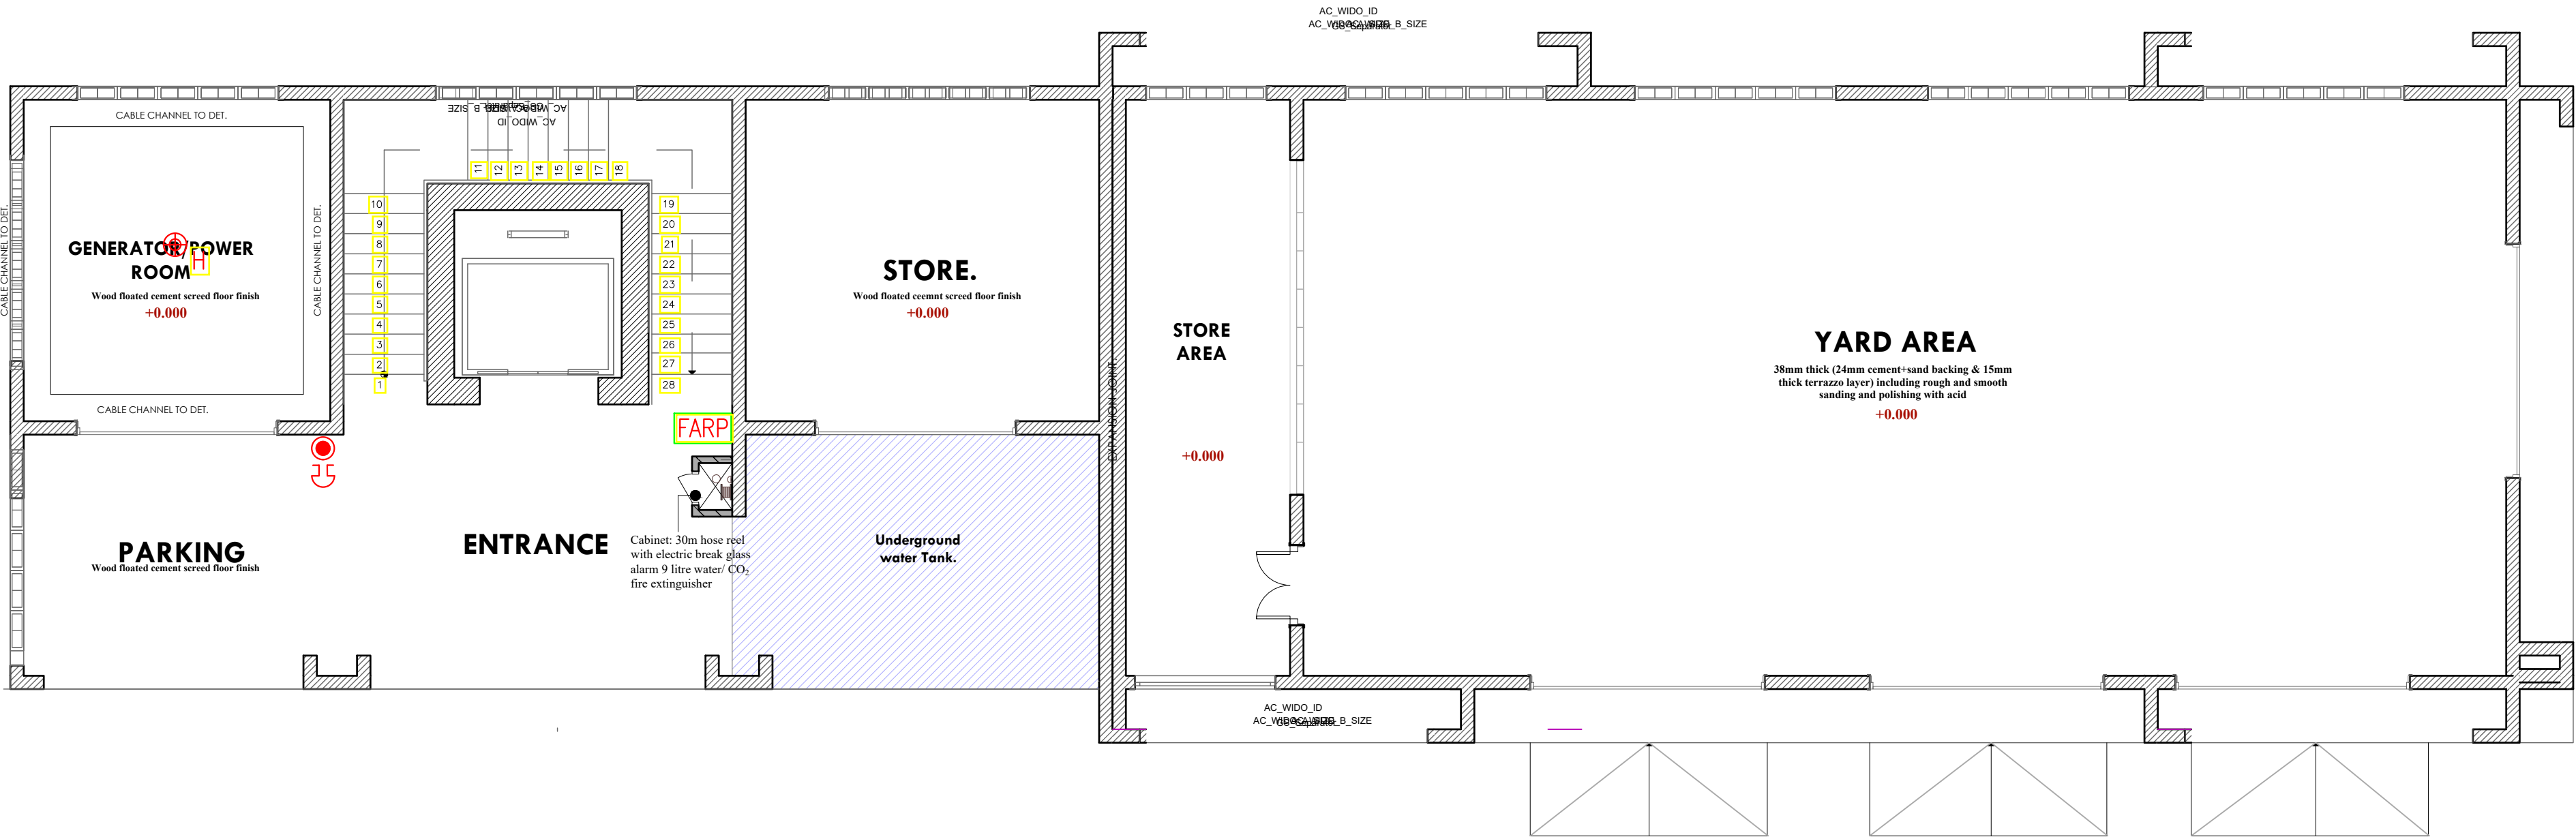 AC_WIDO_ID
CABLE CHANNEL TO DET.
AC_WIDO_ID
11
12
13
14
15
16
17
18
10
9
8
7
6
5
4
3
2
1
19
20
21
22
23
24
25
26
27
28
CABLE CHANNEL TO DET.
CABLE CHANNEL TO DET.
GENERATOR/POWER
ROOM
H
Wood floated cement screed floor finish
+0.000
CABLE CHANNEL TO DET.
STORE.
Wood floated ceemnt screed floor finish
+0.000
EXPANSION JOINT.
STORE
AREA
+0.000
YARD AREA
38mm thick (24mm cement+sand backing & 15mm
thick terrazzo layer) including rough and smooth
sanding and polishing with acid
+0.000
FARP
PARKING
Wood floated cement screed floor finish
ENTRANCE
Cabinet: 30m hose reel
with electric break glass
alarm 9 litre water/ CO₂
fire extinguisher
Underground
water Tank.
AC_WIDO_ID